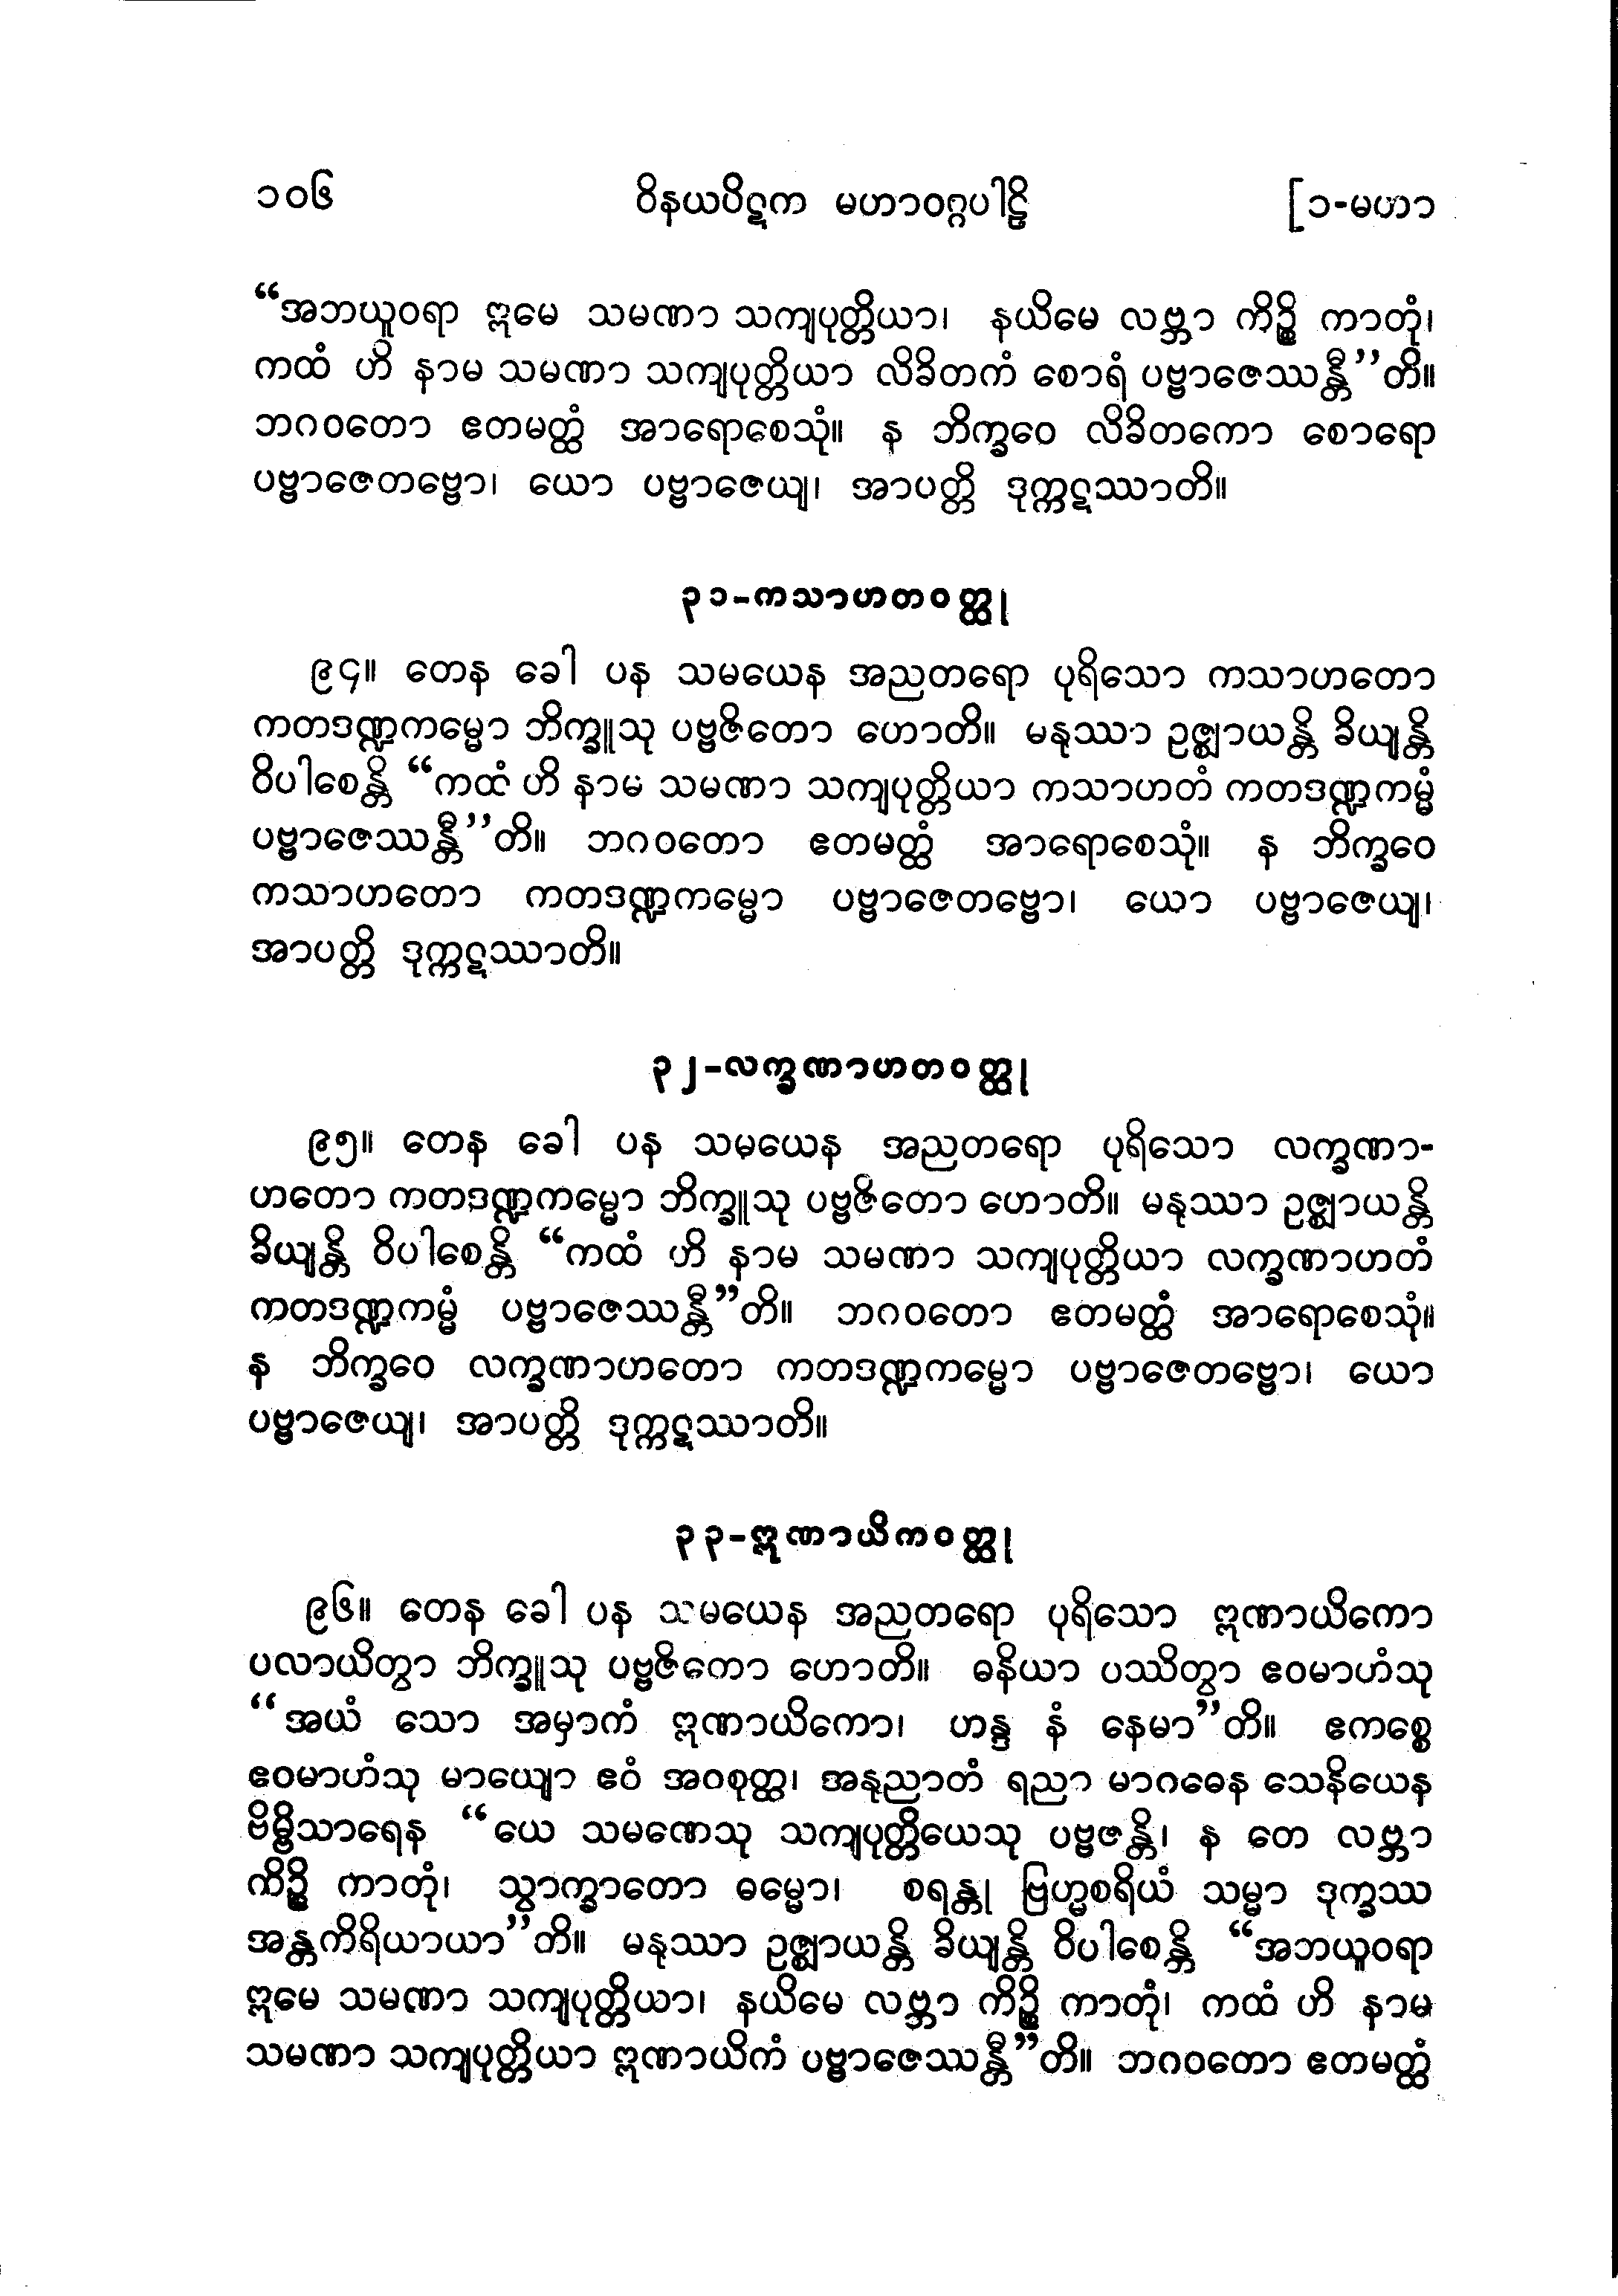 ၁၀၆ ဝိနယပိဋက မဟာဝဂ္ဂပါဠိ [၁-မဟာ
“အဘယူဝရာ ဣမေ သမဏာ သကျပုတ္တိယာ၊ နယိမေ လဗ္ဘာ ကိဉ္စိ ကာတုံ၊
ကထံ ဟိ နာမ သမဏာ သကျပုတ္တိယာ လိခိတကံ စောရံ ပဗ္ဗာဇေဿန္တီ’’တိ။
ဘဂဝတော ဧတမတ္ထံ အာရောစေသုံ။ န ဘိက္ခဝေ လိခိတကော စောရော
ပဗ္ဗာဇေတဗ္ဗော၊ ယော ပဗ္ဗာဇေယျ၊ အာပတ္တိ ဒုက္ကဋဿာတိ။
၃၁-ကသာဟတဝတ္ထု
၉၄။ တေန ခေါ ပန သမယေန အညတရော ပုရိသော ကသာဟတော
ကတဒဏ္ဍကမ္မော ဘိက္ခူသု ပဗ္ဗဇိတော ဟောတိ။ မနုဿာ ဥဇ္ဈာယန္တိ ခိယျန္တိ
ဝိပါစေန္တိ “ကထံ ဟိ နာမ သမဏာ သကျပုတ္တိယာ ကသာဟတံ ကတဒဏ္ဍကမ္မံ
ပဗ္ဗာဇေဿန္တီ’’တိ။ ဘဂဝတော ဧတမတ္ထံ အာရောစေသုံ။ န ဘိက္ခဝေ
ကသာဟတော ကတဒဏ္ဍကမ္မော ပဗ္ဗာဇေတဗ္ဗော၊ ယော ပဗ္ဗာဇေယျ၊
အာပတ္တိ ဒုက္ကဋဿာတိ။
၃၂-လက္ခဏာဟတဝတ္ထု
၉၅။ တေန ခေါ ပန သမယေန အညတရော ပုရိသော လက္ခဏာ-
ဟတော ကတဒဏ္ဍကမ္မော ဘိက္ခူသု ပဗ္ဗဇိတော ဟောတိ။ မနုဿာ ဥဇ္ဈာယန္တိ
ခိယျန္တိ ဝိပါစေန္တိ “ကထံ ဟိ နာမ သမဏာ သကျပုတ္တိယာ လက္ခဏာဟတံ
ကတဒဏ္ဍကမ္မံ ပဗ္ဗာဇေဿန္တီ”တိ။ ဘဂဝတော ဧတမတ္ထံ အာရောစေသုံ။
န ဘိက္ခဝေ လက္ခဏာဟတော ကတဒဏ္ဍကမ္မော ပဗ္ဗာဇေတဗ္ဗော၊ ယော
ပဗ္ဗာဇေယျ၊ အာပတ္တိ ဒုက္ကဋဿာတိ။
၃၃-ဣဏာယိကဝတ္ထု
၉၆။ တေန ခေါ ပန သမယေန အညတရော ပုရိသော ဣဏာယိကော
ပလာယိတွာ ဘိက္ခူသု ပဗ္ဗဇိကော ဟောတိ။ ဓနိယာ ပဿိတွာ ဧဝမာဟံသု
“အယံ သော အမှာကံ ဣဏာယိကော၊ ဟန္ဒ နံ နေမာ”တိ။ ဧကစ္စေ
ဧဝမာဟံသု မာယျော ဧဝံ အဝစုတ္ထ၊ အနုညာတံ ရညာ မာဂဓေန သေနိယေန
ဗိမ္ဗိသာရေန “ယေ သမဏေသု သကျပုတ္တိယေသု ပဗ္ဗဇန္တိ၊ န တေ လဗ္ဘာ
ကိဉ္စိ ကာတုံ၊ သွာက္ခာတော ဓမ္မော၊ စရန္တု ဗြဟ္မစရိယံ သမ္မာ ဒုက္ခဿ
အန္တကိရိယာယာ”တိ။ မနုဿာ ဥဇ္ဈာယန္တိ ခိယျန္တိ ဝိပါစေန္တိ “အဘယူဝရာ
ဣမေ သမဏာ သကျပုတ္တိယာ၊ နယိမေ လဗ္ဘာ ကိဉ္စိ ကာတုံ၊ ကထံ ဟိ နာမ
သမဏာ သကျပုတ္တိယာ ဣဏာယိကံ ပဗ္ဗာဇေဿန္တီ”တိ။ ဘဂဝတော ဧတမတ္ထံ